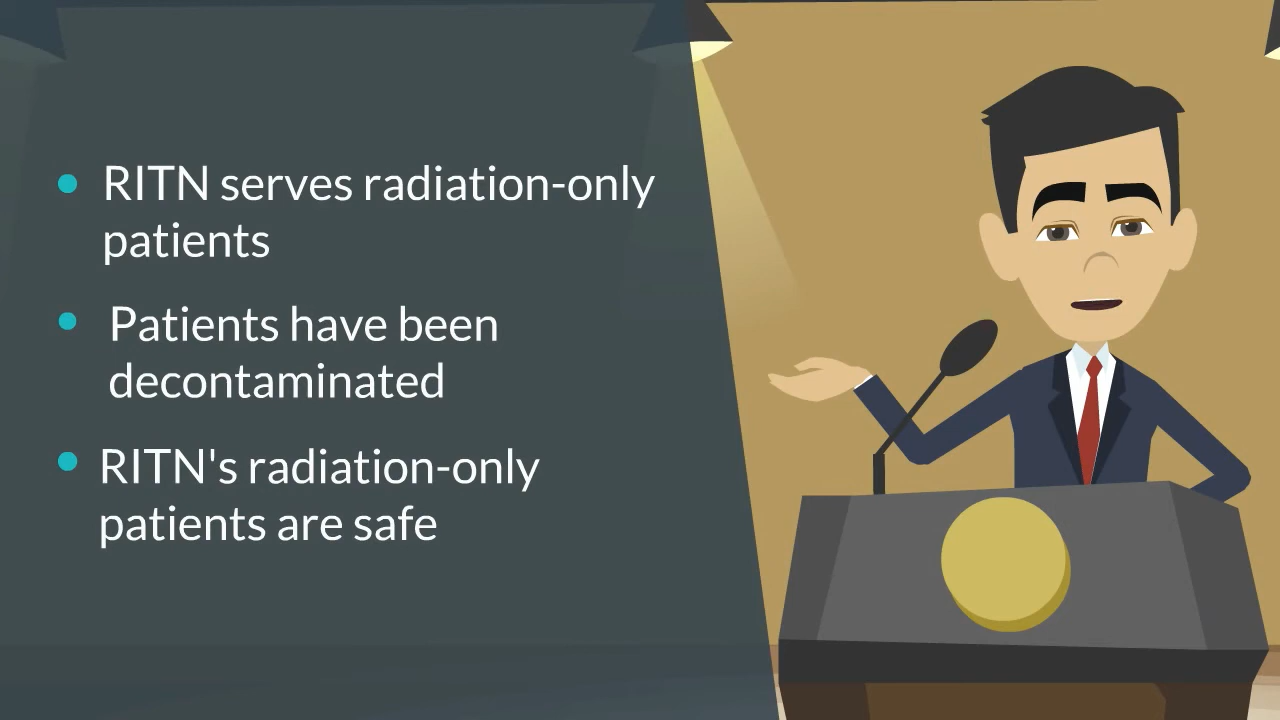 RITN serves radiation-only
patients
Patients have been
decontaminated
RITN's radiation-only
patients are safe